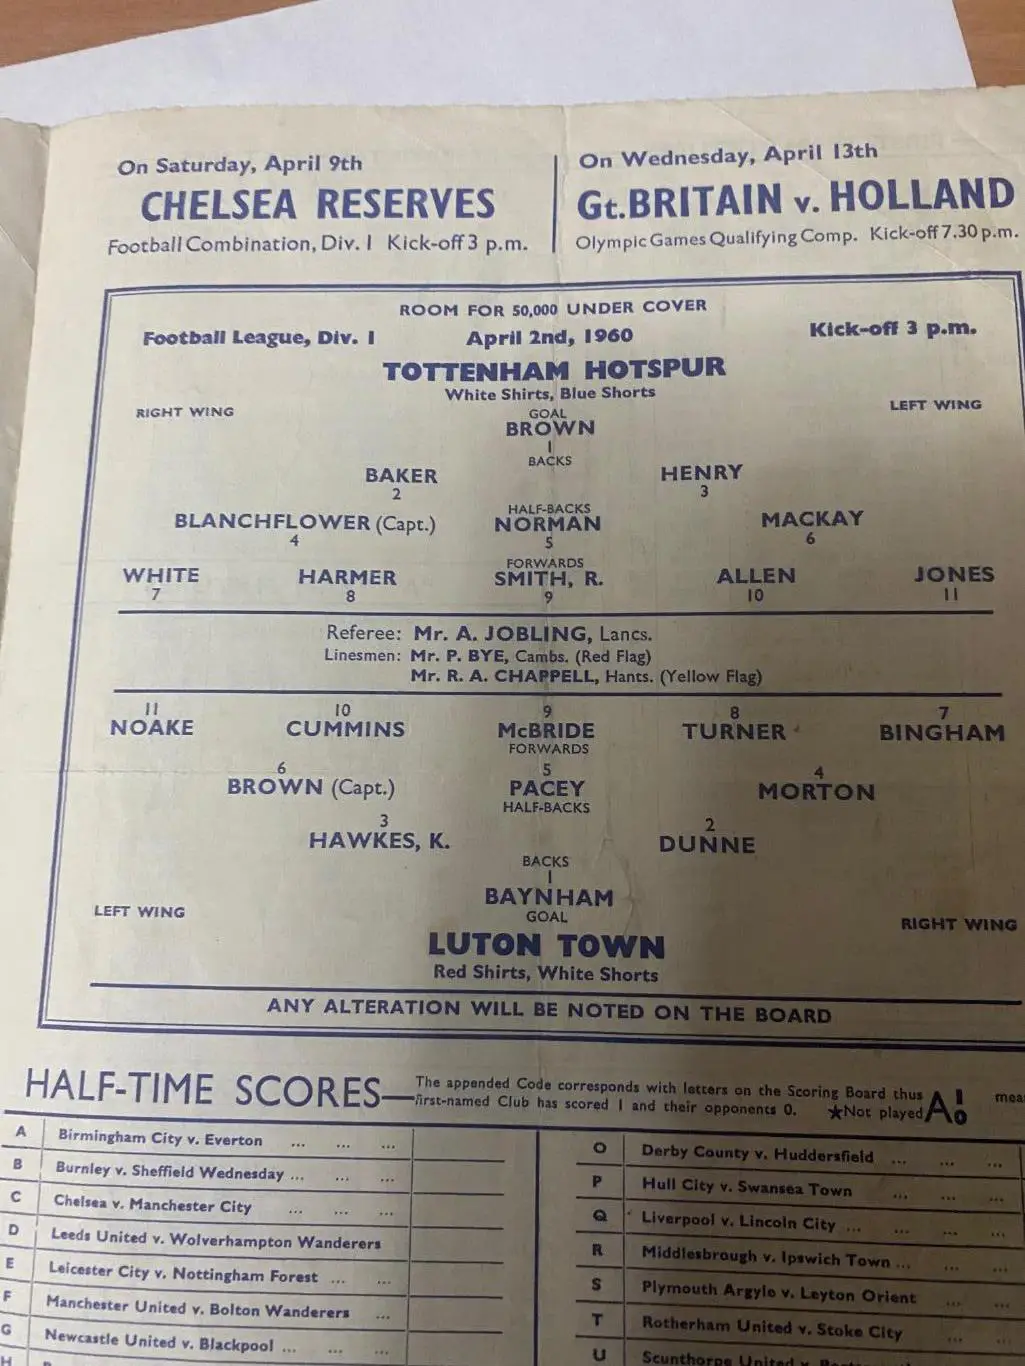 On Saturday, April 9th
CHELSEA RESERVES
Football Combination, Div. I Kick-off 3 p.m.
On Wednesday, April 13th
Gt. BRITAIN v. HOLLAND
Olympic Games Qualifying Comp. Kick-off 7.30 p.m.
ROOM FOR 50,000 UNDER COVER
Football League, Div. I April 2nd, 1960 Kick-off 3 p.m.
TOTTENHAM HOTSPUR
White Shirts, Blue Shorts
RIGHT WING GOAL LEFT WING
BROWN
1
BACKS
BAKER HENRY
2 3
HALF-BACKS
BLANCHFLOWER (Capt.) NORMAN MACKAY
4 5 6
FORWARDS
WHITE HARMER SMITH, R. ALLEN JONES
7 8 9 10 11
Referee: Mr. A. JOBLING, Lancs.
Linesmen: Mr. P. BYE, Cambs. (Red Flag)
Mr. R. A. CHAPPELL, Hants. (Yellow Flag)
11 10 9 8 7
NOAKE CUMMINS McBRIDE TURNER BINGHAM
FORWARDS
6 5 4
BROWN (Capt.) PACEY MORTON
HALF-BACKS
3 2
HAWKES, K. DUNNE
BACKS
1
BAYNHAM
LEFT WING GOAL RIGHT WING
LUTON TOWN
Red Shirts, White Shorts
ANY ALTERATION WILL BE NOTED ON THE BOARD
HALF-TIME SCORES—The appended Code corresponds with letters on the Scoring Board thus A 1 0
first-named Club has scored 1 and their opponents 0. ★Not played
A Birmingham City v. Everton ... ... ...
B Burnley v. Sheffield Wednesday ... ... ...
C Chelsea v. Manchester City ... ... ...
D Leeds United v. Wolverhampton Wanderers
E Leicester City v. Nottingham Forest ... ...
F Manchester United v. Bolton Wanderers ...
G Newcastle United v. Blackpool ... ... ...
H
O Derby County v. Huddersfield ... ... ...
P Hull City v. Swansea Town ... ... ...
Q Liverpool v. Lincoln City ... ... ...
R Middlesbrough v. Ipswich Town ... ... ...
S Plymouth Argyle v. Leyton Orient ... ...
T Rotherham United v. Stoke City ... ...
U Scunthorpe United v.